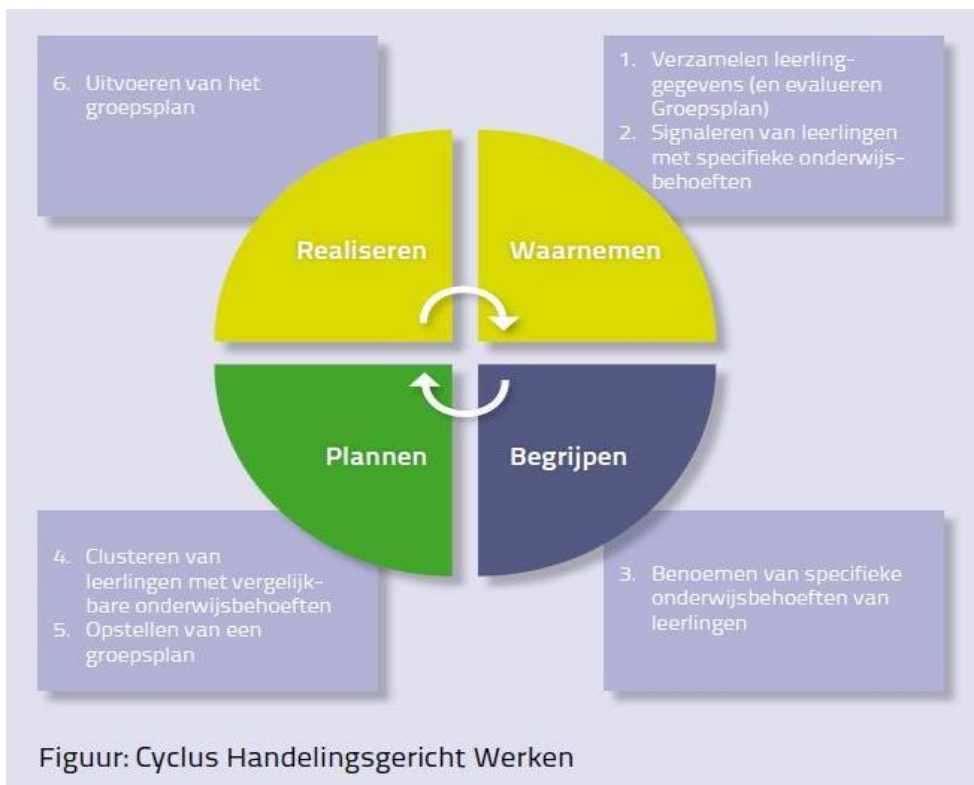 6. Uitvoeren van het
groepsplan
1. Verzamelen leerling-
gegevens (en evalueren
Groepsplan)
2. Signaleren van leerlingen
met specifieke onderwijs-
behoeften
Realiseren
Waarnemen
Plannen
Begrijpen
4. Clusteren van
leerlingen met vergelijk-
bare onderwijsbehoeften
5. Opstellen van een
groepsplan
3. Benoemen van specifieke
onderwijsbehoeften van
leerlingen
Figuur: Cyclus Handelingsgericht Werken